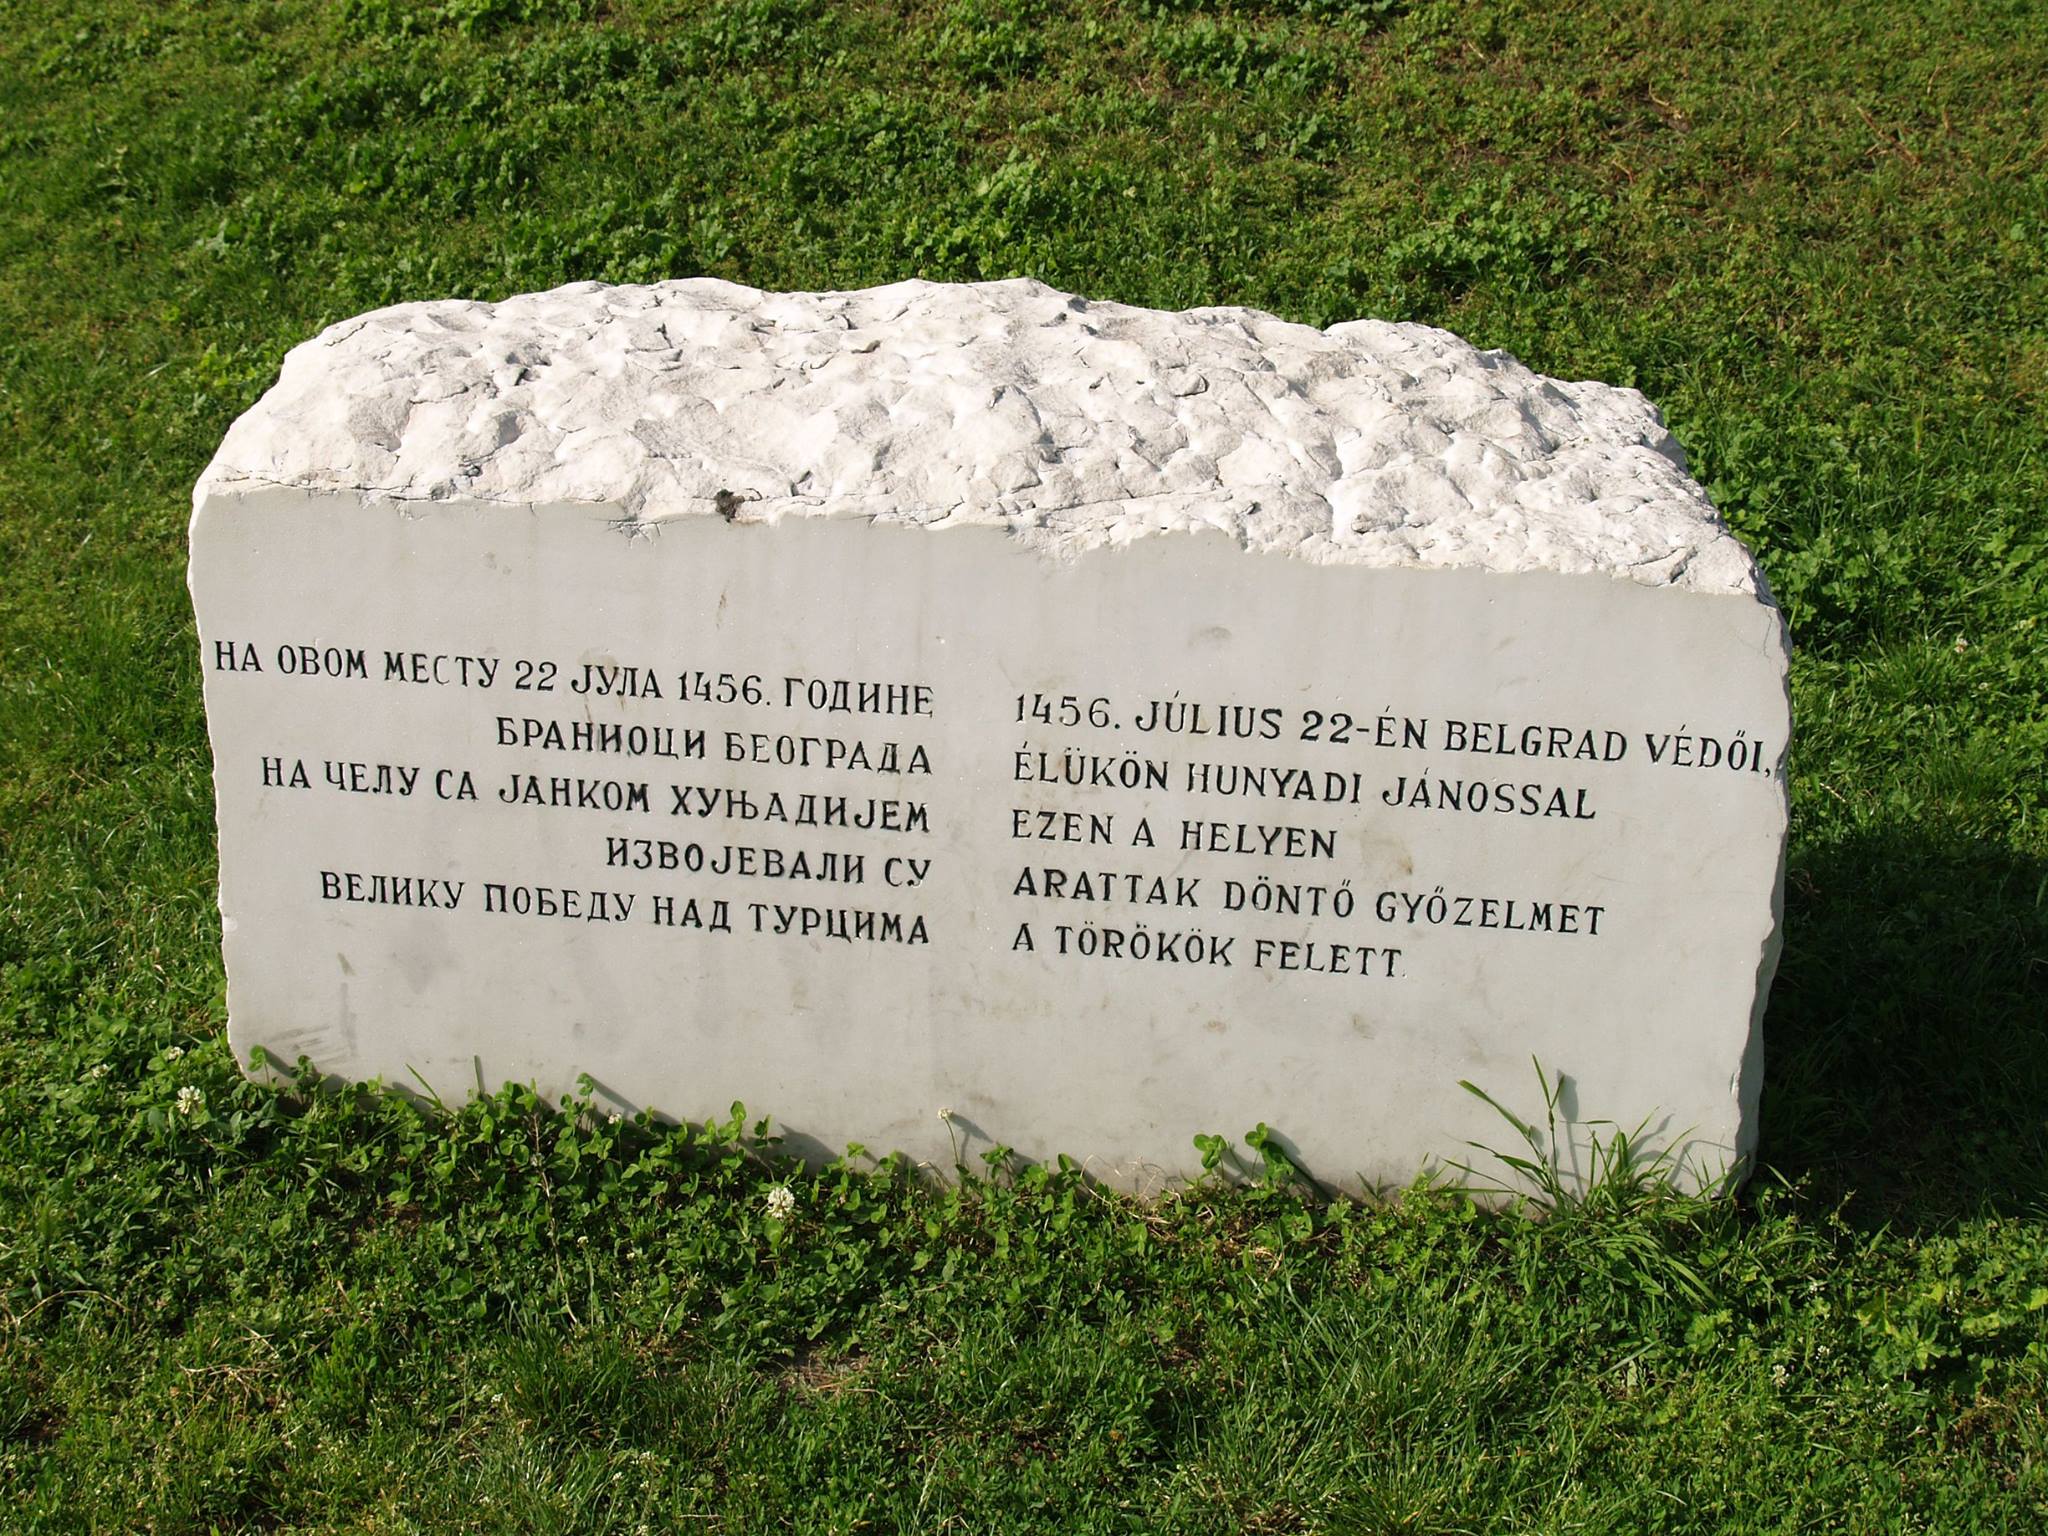 НА ОВОМ МЕСТУ 22 ЈУЛА 1456. ГОДИНЕ
БРАНИОЦИ БЕОГРАДА
НА ЧЕЛУ СА ЈАНКОМ ХУЊАДИЈЕМ
ИЗВОЈЕВАЛИ СУ
ВЕЛИКУ ПОБЕДУ НАД ТУРЦИМА
1456. JÚLIUS 22-ÉN BELGRAD VÉDŐI,
ÉLÜKÖN HUNYADI JÁNOSSAL
EZEN A HELYEN
ARATTAK DÖNTŐ GYŐZELMET
A TÖRÖKÖK FELETT.